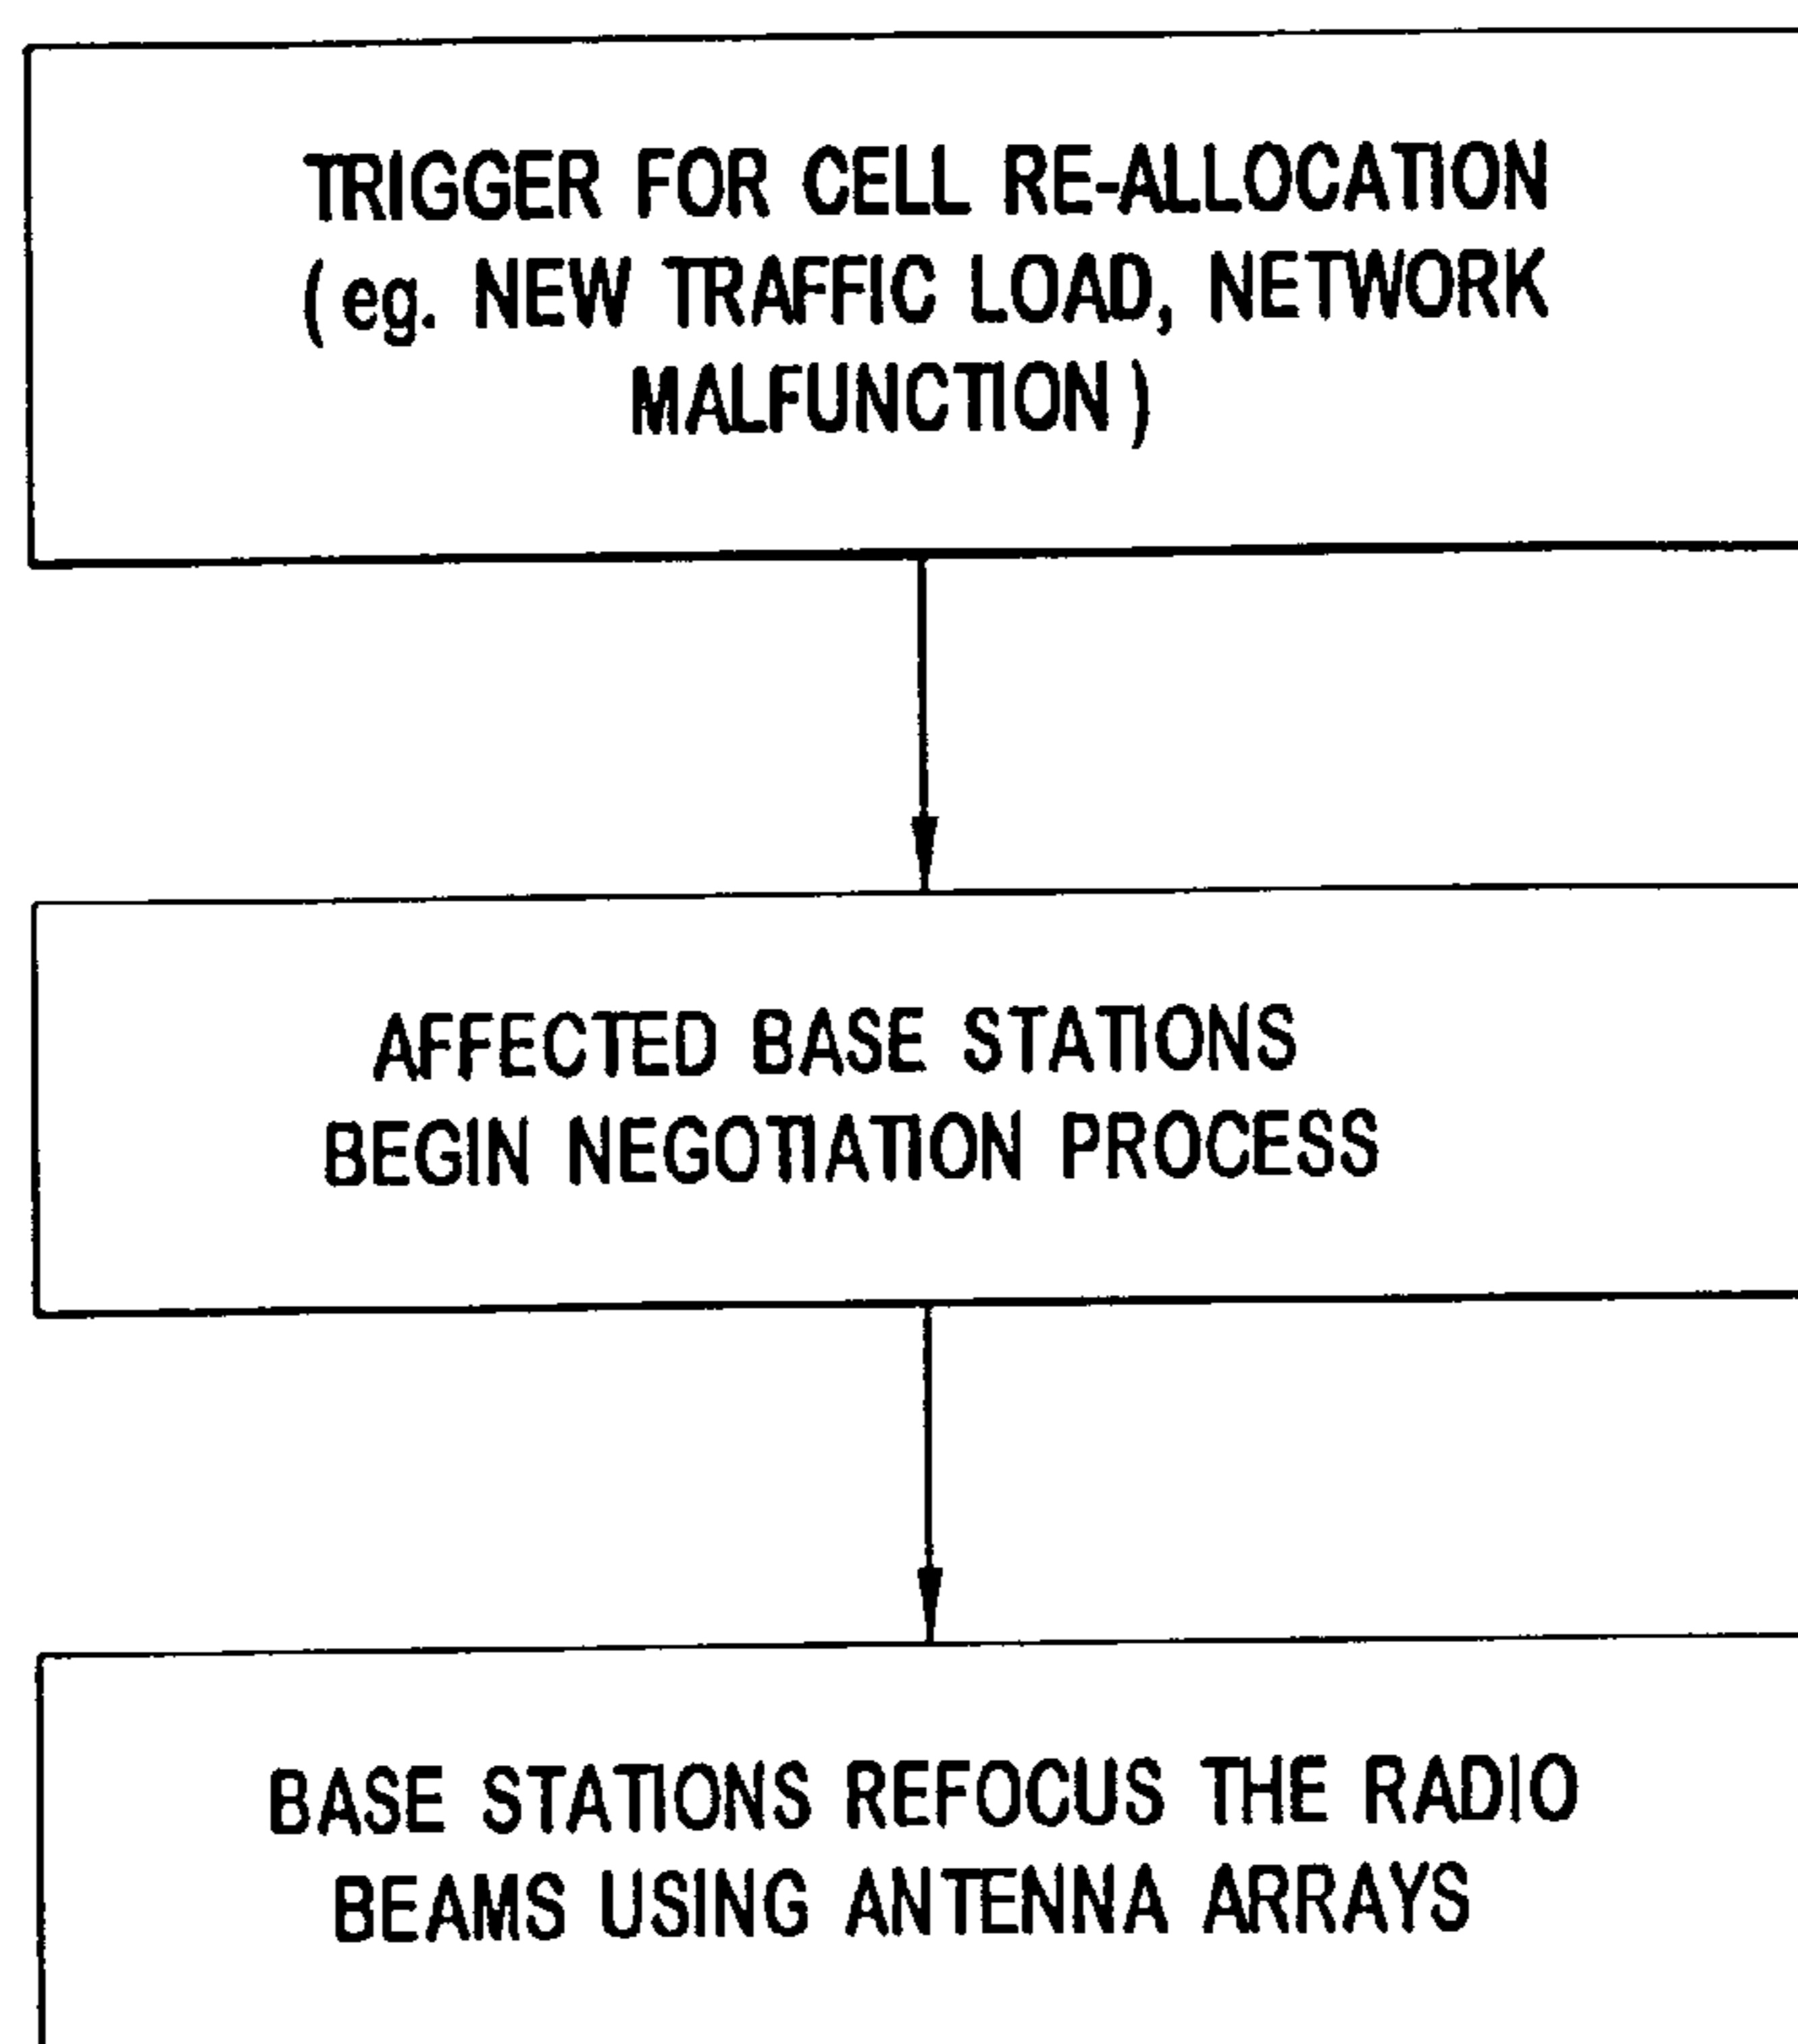 TRIGGER FOR CELL RE-ALLOCATION
(eg. NEW TRAFFIC LOAD, NETWORK
MALFUNCTION)
AFFECTED BASE STATIONS
BEGIN NEGOTIATION PROCESS
BASE STATIONS REFOCUS THE RADIO
BEAMS USING ANTENNA ARRAYS